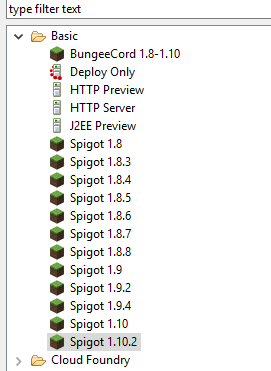 type filter text
Basic
BungeeCord 1.8-1.10
Deploy Only
HTTP Preview
HTTP Server
J2EE Preview
Spigot 1.8
Spigot 1.8.3
Spigot 1.8.4
Spigot 1.8.5
Spigot 1.8.6
Spigot 1.8.7
Spigot 1.8.8
Spigot 1.9
Spigot 1.9.2
Spigot 1.9.4
Spigot 1.10
Spigot 1.10.2
Cloud Foundry